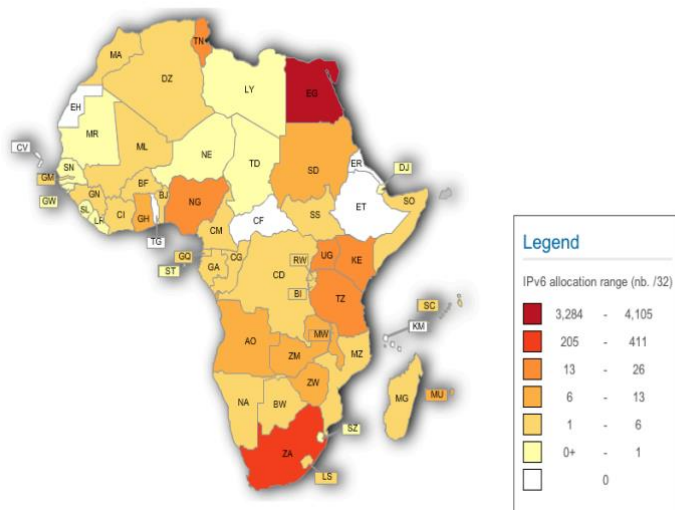 TN
MA
DZ
LY
EG
EH
MR
CV
ML
NE
TD
SD
ER
DJ
SN
GM
GW
GN
BF
BJ
NG
SL
LR
CI
GH
TG
CM
CF
SS
ET
SO
GQ
ST
GA
CG
CD
RW
BI
UG
KE
TZ
SC
KM
AO
ZM
MW
MZ
NA
BW
ZW
MG
MU
SZ
ZA
LS
Legend
IPv6 allocation range (nb. /32)
3,284 - 4,105
205 - 411
13 - 26
6 - 13
1 - 6
0+ - 1
0